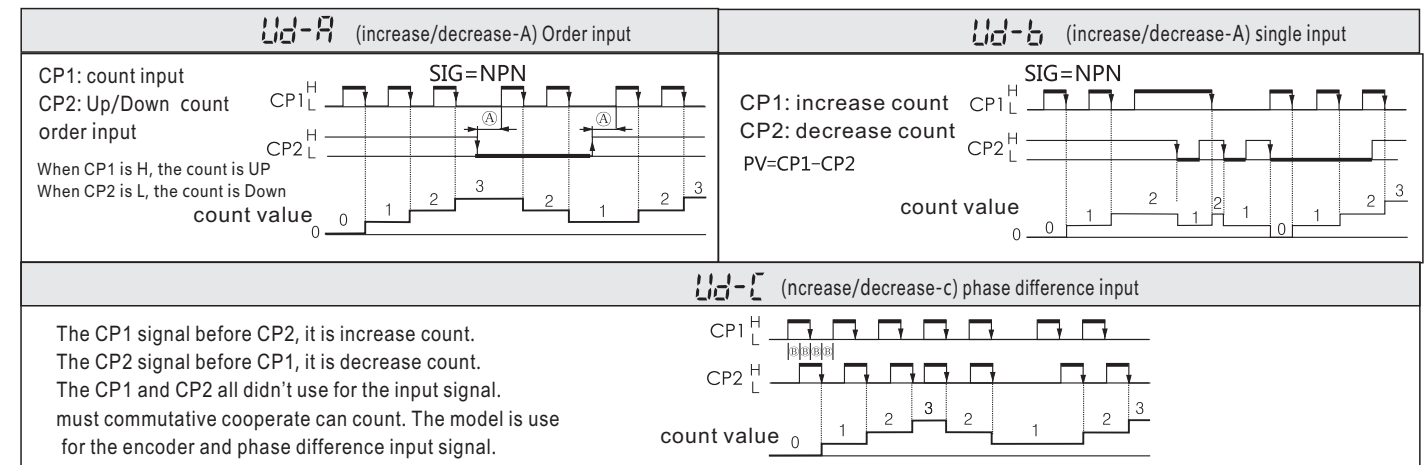 Ud-A (increase/decrease-A) Order input
CP1: count input
CP2: Up/Down count
order input
When CP1 is H, the count is UP
When CP2 is L, the count is Down
SIG=NPN
CP1 H
L
Ⓐ Ⓐ
CP2 H
L
count value
0
0 1 2 3 2 1 2 3
Ud-b (increase/decrease-A) single input
CP1: increase count
CP2: decrease count
PV=CP1-CP2
SIG=NPN
CP1 H
L
CP2 H
L
count value
0
0 1 2 1 2 1 0 1 2 3
Ud-C (ncrease/decrease-c) phase difference input
The CP1 signal before CP2, it is increase count.
The CP2 signal before CP1, it is decrease count.
The CP1 and CP2 all didn't use for the input signal.
must commutative cooperate can count. The model is use
for the encoder and phase difference input signal.
CP1 H
L
Ⓑ Ⓑ Ⓑ Ⓑ
CP2 H
L
count value
0 1 2 3 2 1 2 3